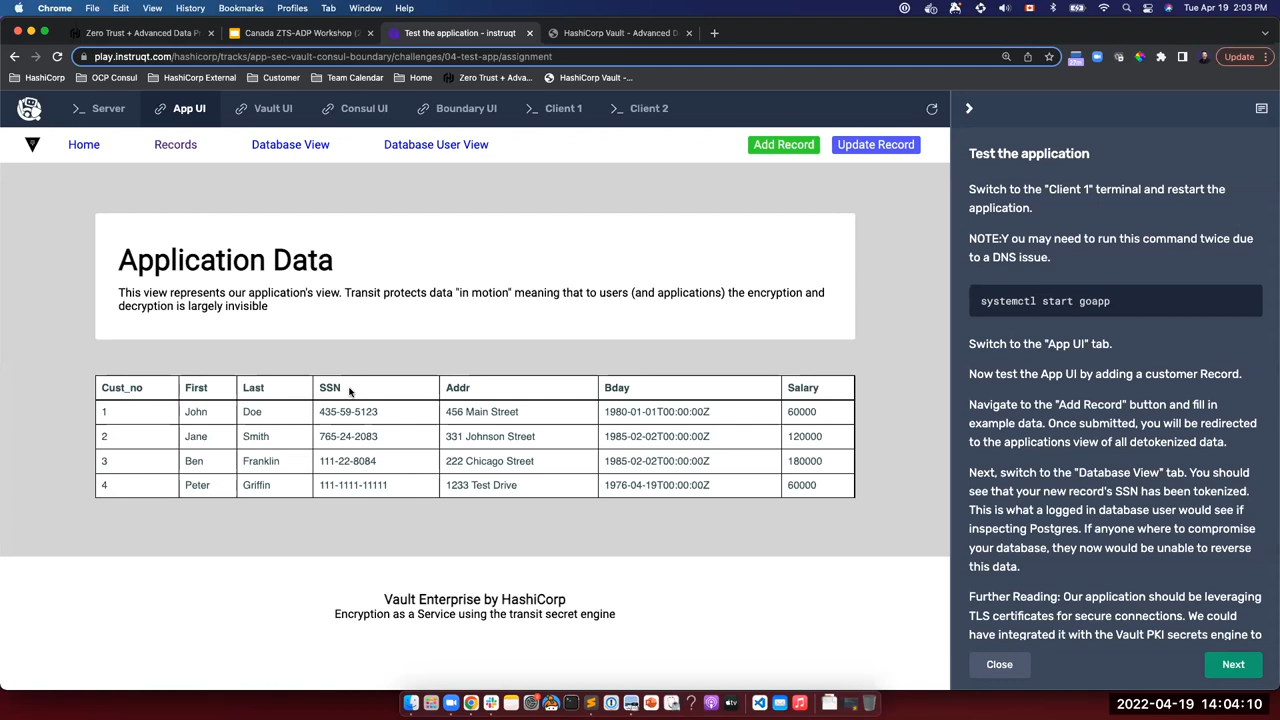 Chrome File Edit View History Bookmarks Profiles Tab Window Help Tue Apr 19 2:03 PM
Zero Trust + Advanced Data P × Canada ZTS-ADP Workshop ( × Test the application - instruqt × HashiCorp Vault - Advanced D × +
play.instruqt.com/hashicorp/tracks/app-sec-vault-consul-boundary/challenges/04-test-app/assignment Update
HashiCorp OCP Consul HashiCorp External Customer Team Calendar Home Zero Trust + Adva... HashiCorp Vault -...
>_ Server App UI Vault UI Consul UI Boundary UI >_ Client 1 >_ Client 2
Home Records Database View Database User View Add Record Update Record
Application Data
This view represents our application's view. Transit protects data "in motion" meaning that to users (and applications) the encryption and
decryption is largely invisible
Cust_no First Last SSN Addr Bday Salary
1 John Doe 435-59-5123 456 Main Street 1980-01-01T00:00:00Z 60000
2 Jane Smith 765-24-2083 331 Johnson Street 1985-02-02T00:00:00Z 120000
3 Ben Franklin 111-22-8084 222 Chicago Street 1985-02-02T00:00:00Z 180000
4 Peter Griffin 111-1111-11111 1233 Test Drive 1976-04-19T00:00:00Z 60000
Vault Enterprise by HashiCorp
Encryption as a Service using the transit secret engine
Test the application
Switch to the "Client 1" terminal and restart the
application.
NOTE:Y ou may need to run this command twice due
to a DNS issue.
systemctl start goapp
Switch to the "App UI" tab.
Now test the App UI by adding a customer Record.
Navigate to the "Add Record" button and fill in
example data. Once submitted, you will be redirected
to the applications view of all detokenized data.
Next, switch to the "Database View" tab. You should
see that your new record's SSN has been tokenized.
This is what a logged in database user would see if
inspecting Postgres. If anyone where to compromise
your database, they now would be unable to reverse
this data.
Further Reading: Our application should be leveraging
TLS certificates for secure connections. We could
have integrated it with the Vault PKI secrets engine to
Close Next
2022-04-19 14:04:10